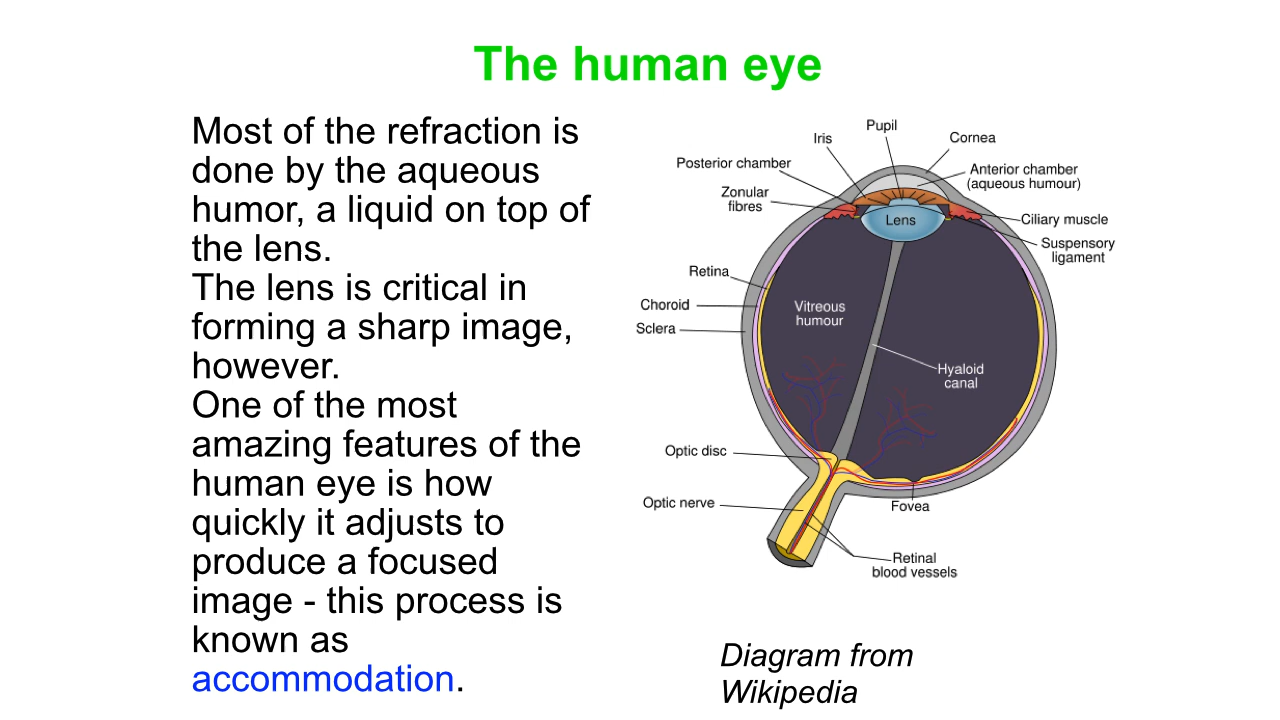 The human eye
Most of the refraction is
done by the aqueous
humor, a liquid on top of
the lens.
The lens is critical in
forming a sharp image,
however.
One of the most
amazing features of the
human eye is how
quickly it adjusts to
produce a focused
image - this process is
known as
accommodation.
Pupil
Iris
Cornea
Posterior chamber
Anterior chamber
(aqueous humour)
Zonular
fibres
Lens
Ciliary muscle
Suspensory
ligament
Retina
Choroid
Sclera
Vitreous
humour
Hyaloid
canal
Optic disc
Optic nerve
Fovea
Retinal
blood vessels
Diagram from
Wikipedia